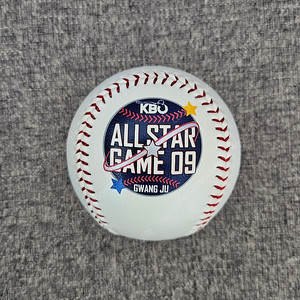 KBO
ALL STAR
GAME 09
GWANG JU